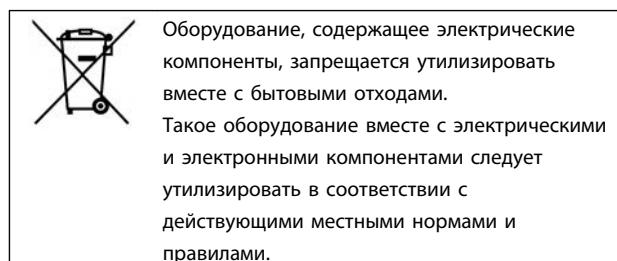 Оборудование, содержащее электрические
компоненты, запрещается утилизировать
вместе с бытовыми отходами.
Такое оборудование вместе с электрическими
и электронными компонентами следует
утилизировать в соответствии с
действующими местными нормами и
правилами.